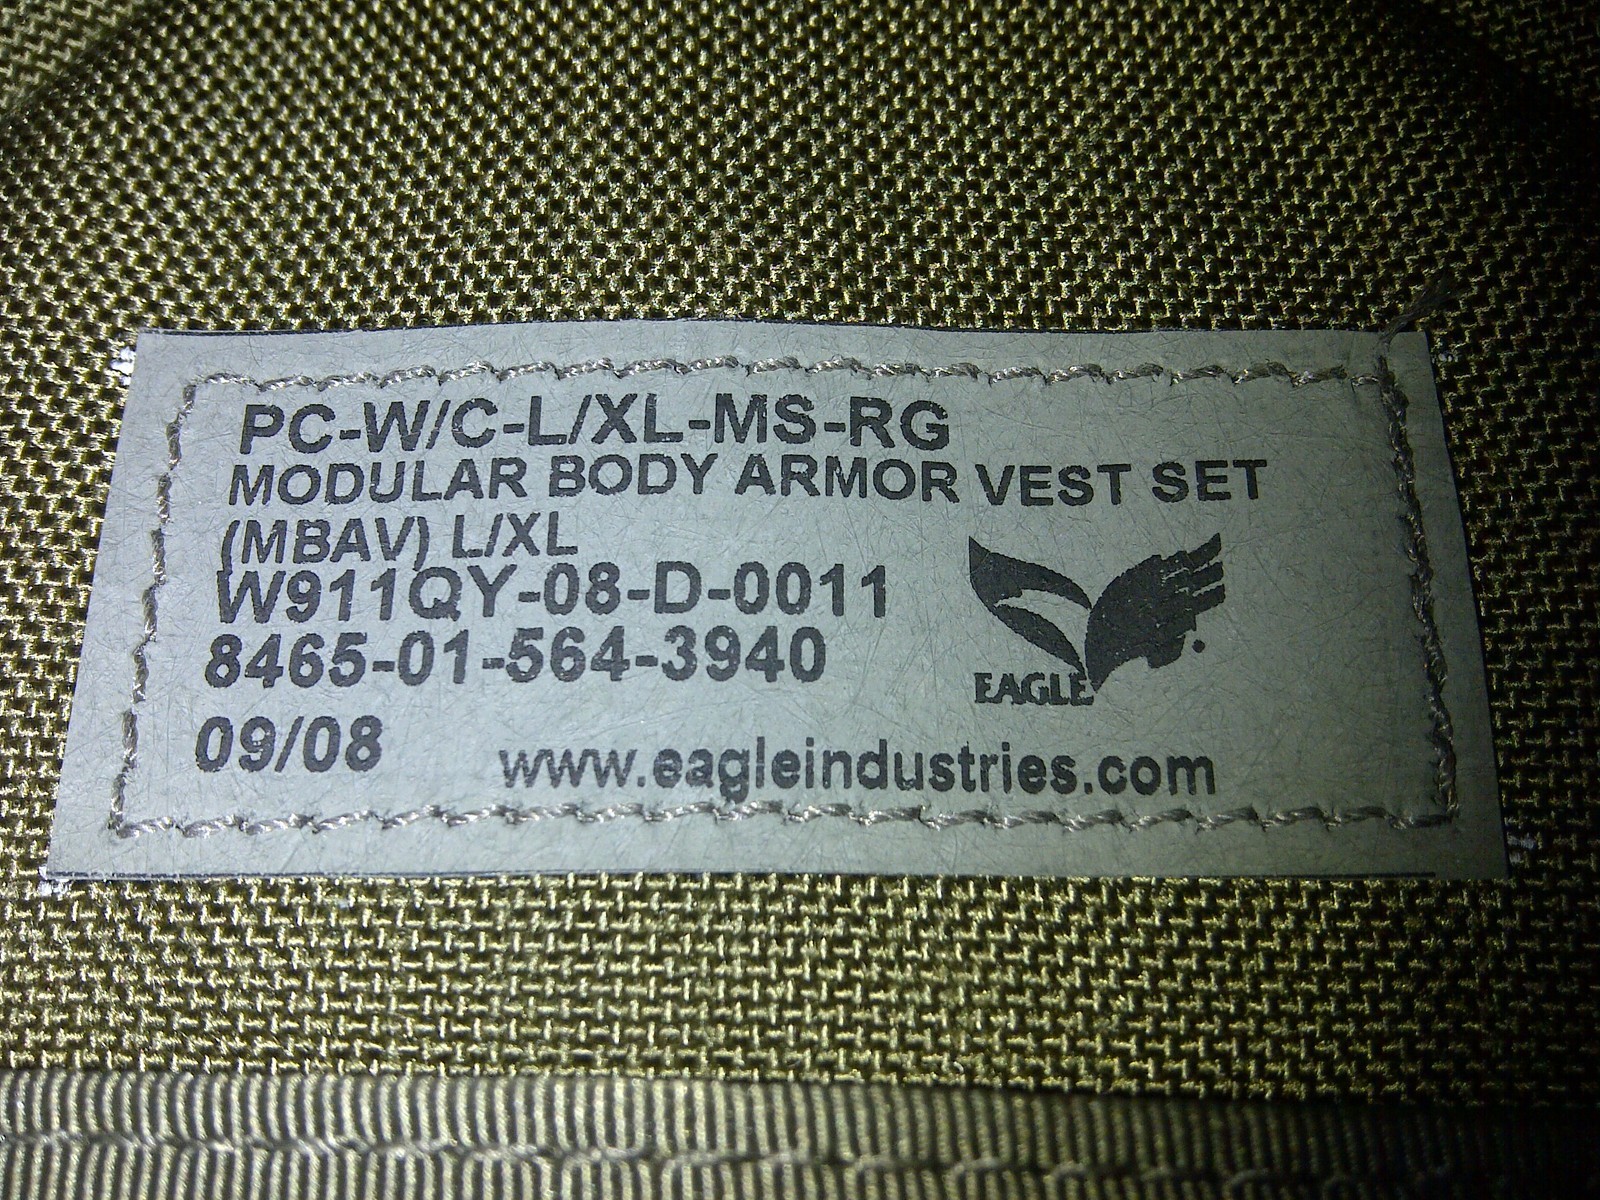 PC-W/C-L/XL-MS-RG
MODULAR BODY ARMOR VEST SET
(MBAV) L/XL
W911QY-08-D-0011
8465-01-564-3940
EAGLE
09/08
www.eagleindustries.com